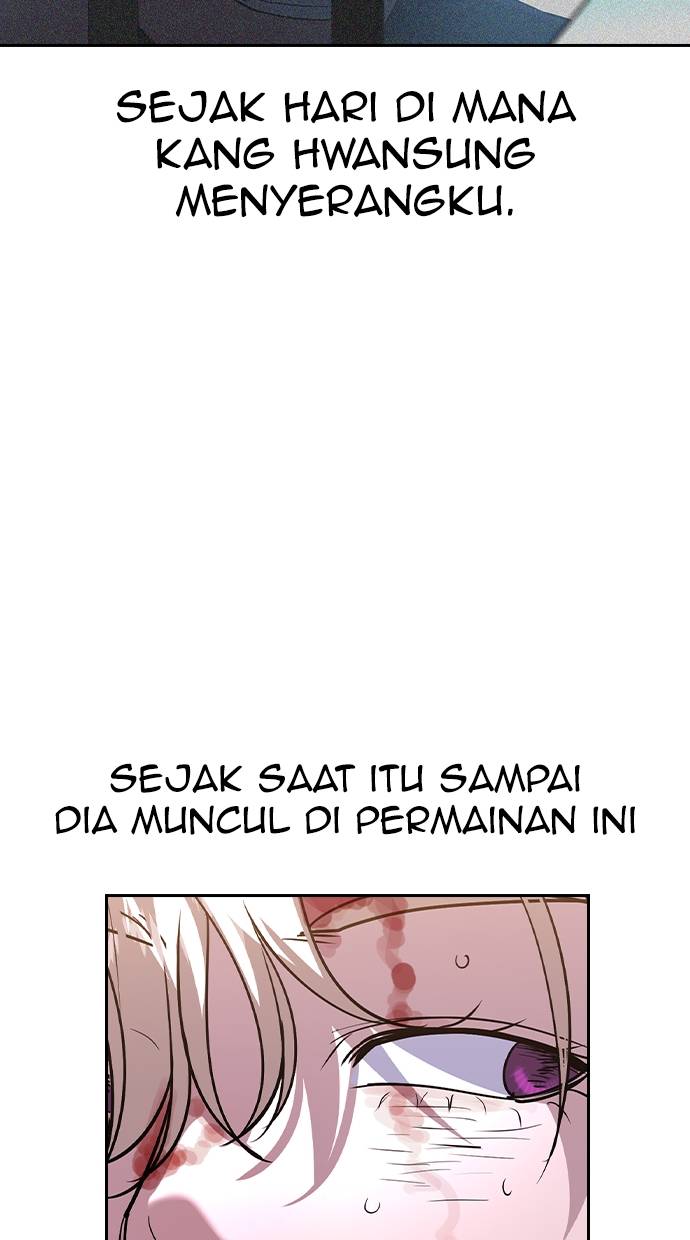 SEJAK HARI DI MANA
KANG HWANSUNG
MENYERANGKU.
SEJAK SAAT ITU SAMPAI
DIA MUNCUL DI PERMAINAN INI